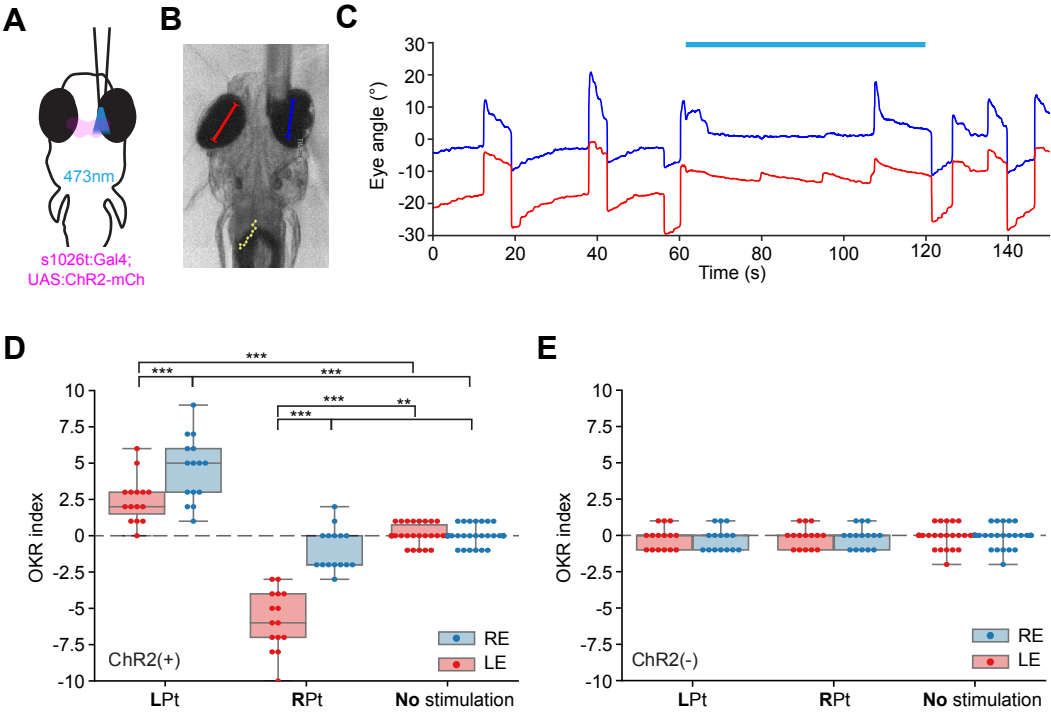 A
473nm
s1026t:Gal4;
UAS:ChR2-mCh
B
C
Eye angle (°)
30
20
10
0
-10
-20
-30
0
20
40
60
80
100
120
140
Time (s)
D
***
***
***
***
**
***
OKR index
10
7.5
5
2.5
0
-2.5
-5
-7.5
-10
ChR2(+)
RE
LE
LPt
RPt
No stimulation
E
OKR index
10
7.5
5
2.5
0
-2.5
-5
-7.5
-10
ChR2(-)
RE
LE
LPt
RPt
No stimulation